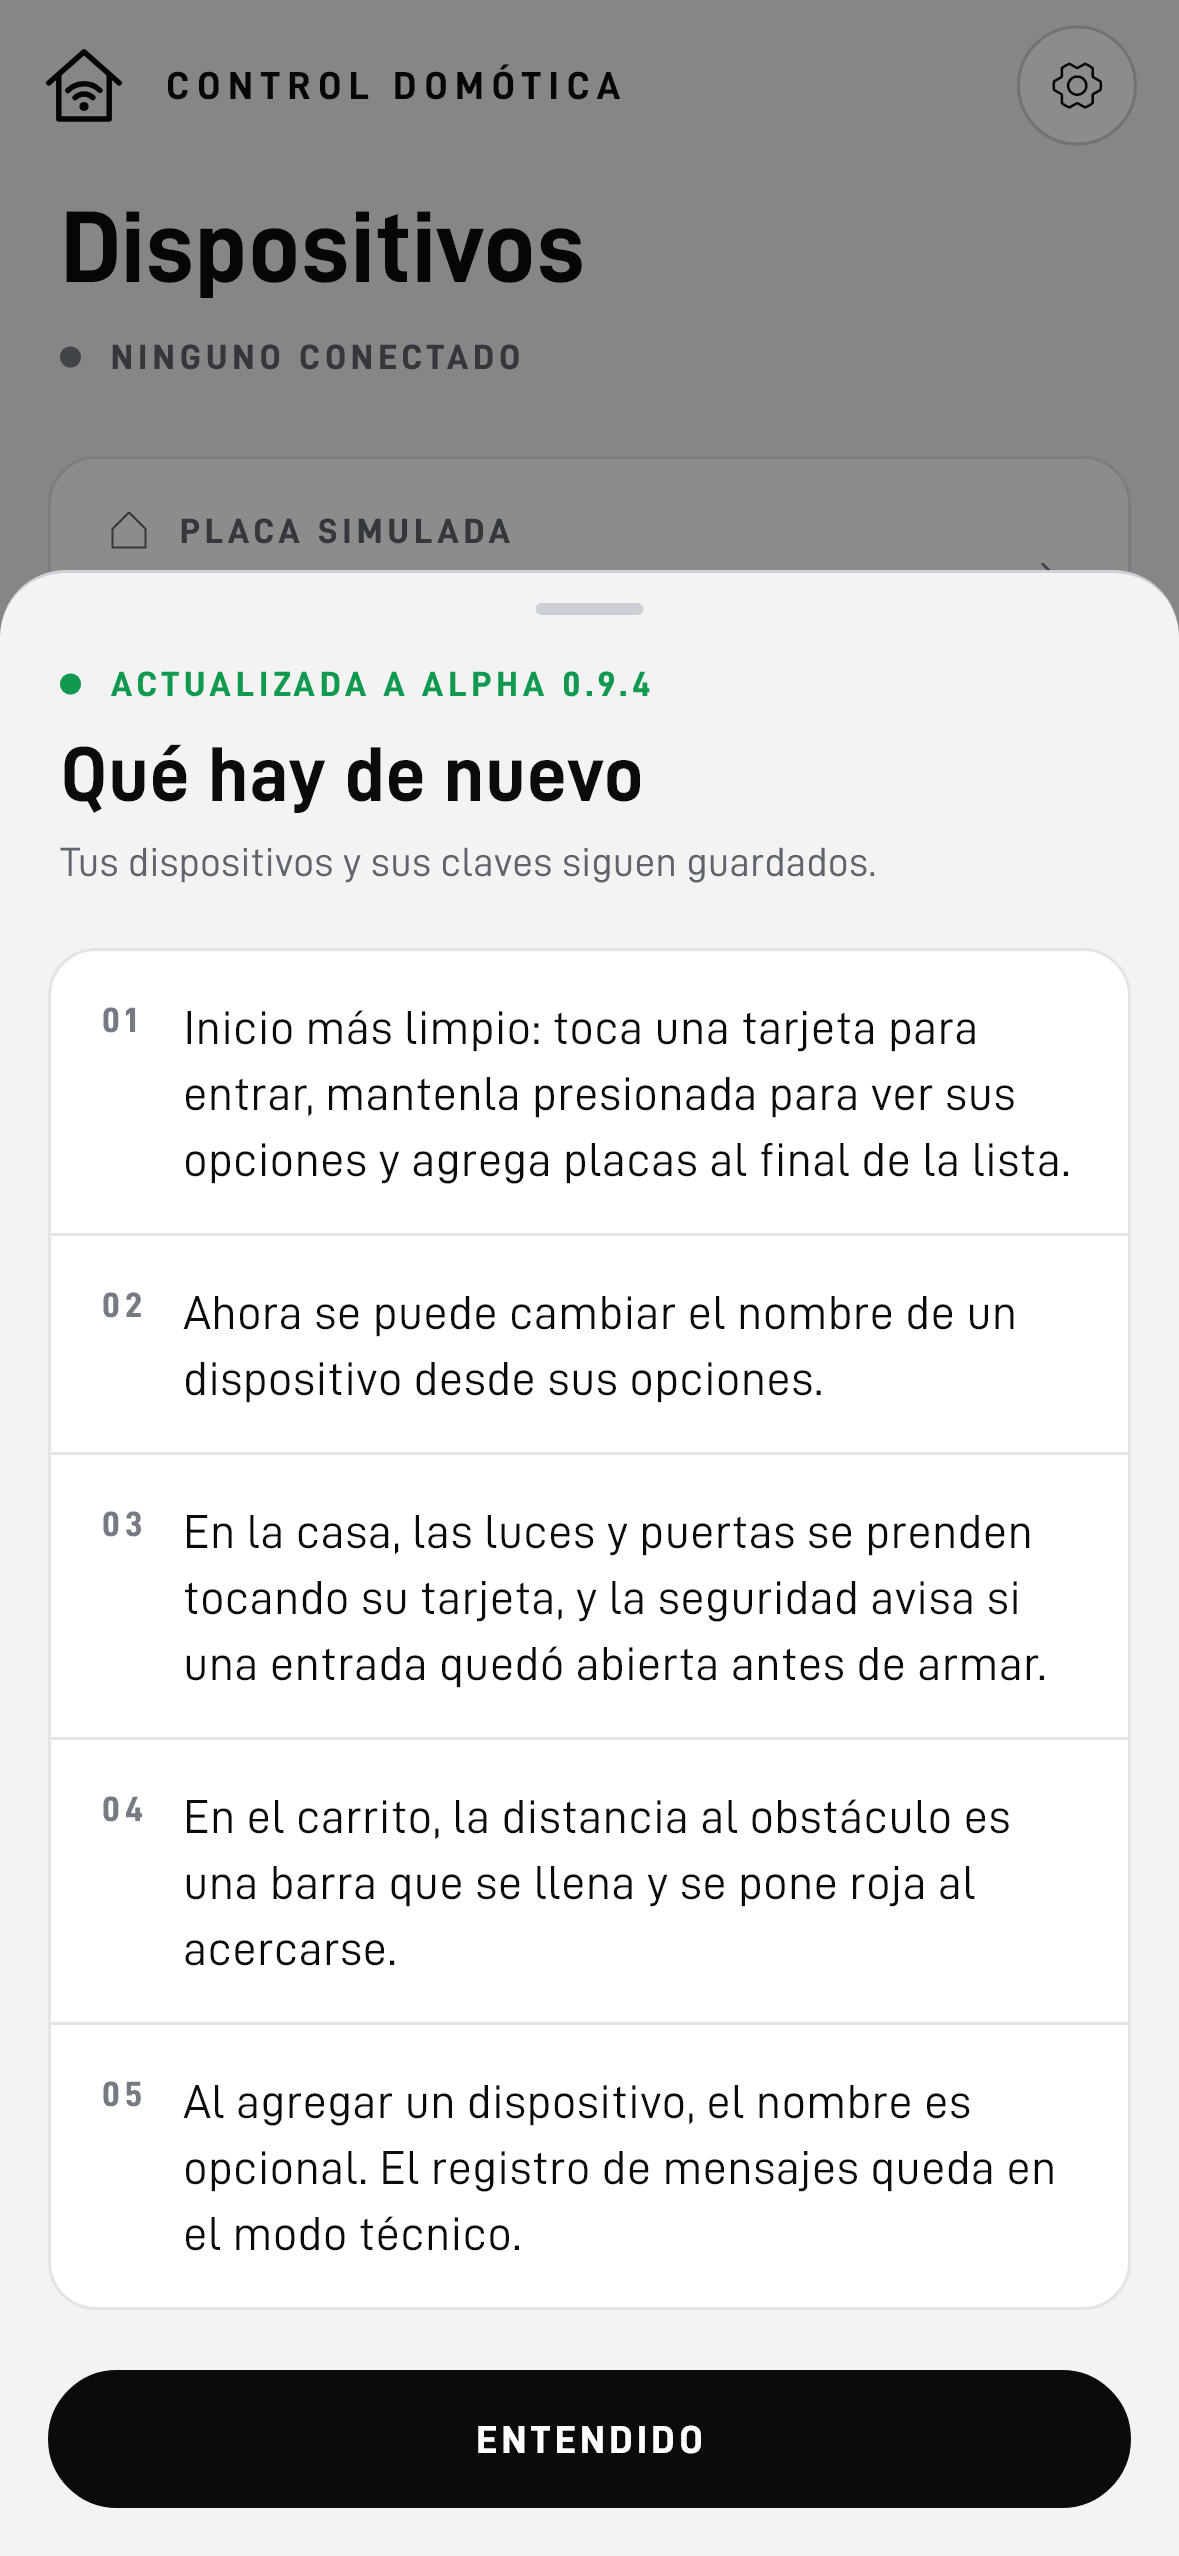 CONTROL DOMÓTICA
Dispositivos
NINGUNO CONECTADO
PLACA SIMULADA
ACTUALIZADA A ALPHA 0.9.4
Qué hay de nuevo
Tus dispositivos y sus claves siguen guardados.
01 Inicio más limpio: toca una tarjeta para
entrar, mantenla presionada para ver sus
opciones y agrega placas al final de la lista.
02 Ahora se puede cambiar el nombre de un
dispositivo desde sus opciones.
03 En la casa, las luces y puertas se prenden
tocando su tarjeta, y la seguridad avisa si
una entrada quedó abierta antes de armar.
04 En el carrito, la distancia al obstáculo es
una barra que se llena y se pone roja al
acercarse.
05 Al agregar un dispositivo, el nombre es
opcional. El registro de mensajes queda en
el modo técnico.
ENTENDIDO